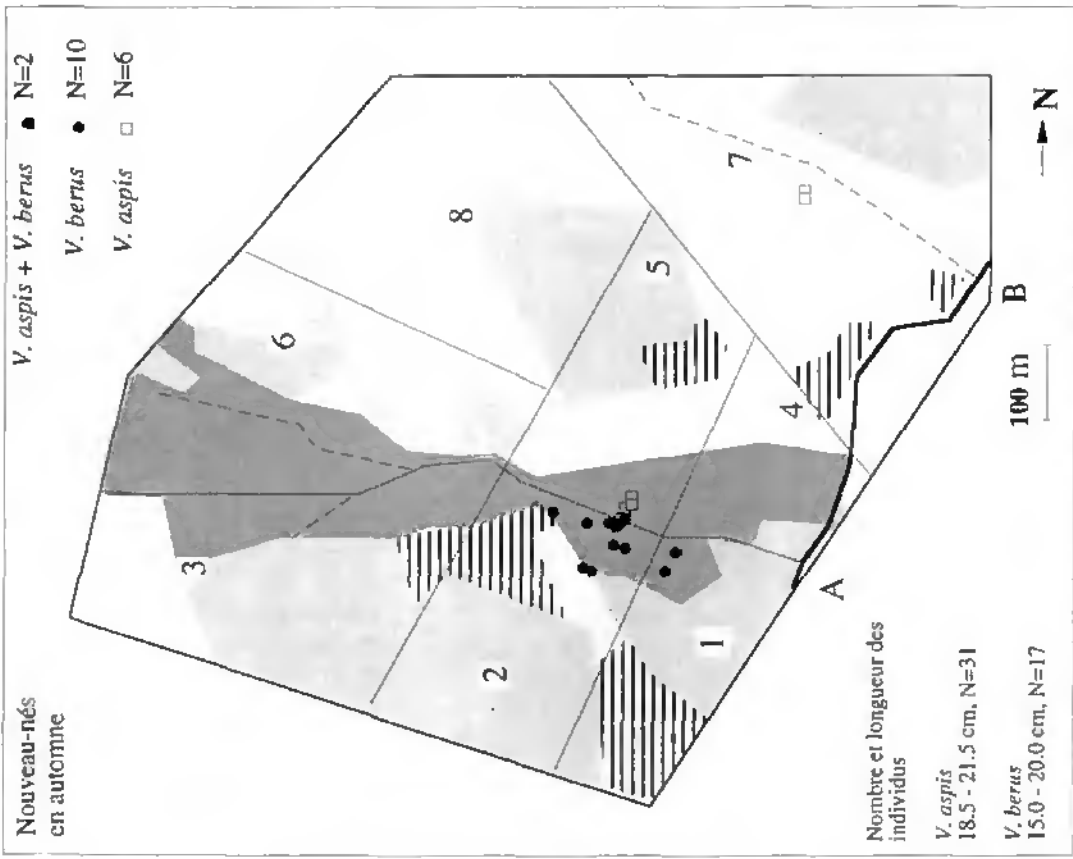 Nouveau-nés
en automne
V. aspis + V. berus N=2
V. berus N=10
V. aspis N=6
3
6
8
2
5
7
1
4
A
B
100 m
N
Nombre et longueur des
individus
V. aspis
18.5 - 21.5 cm, N=31
V. berus
15.0 - 20.0 cm, N=17